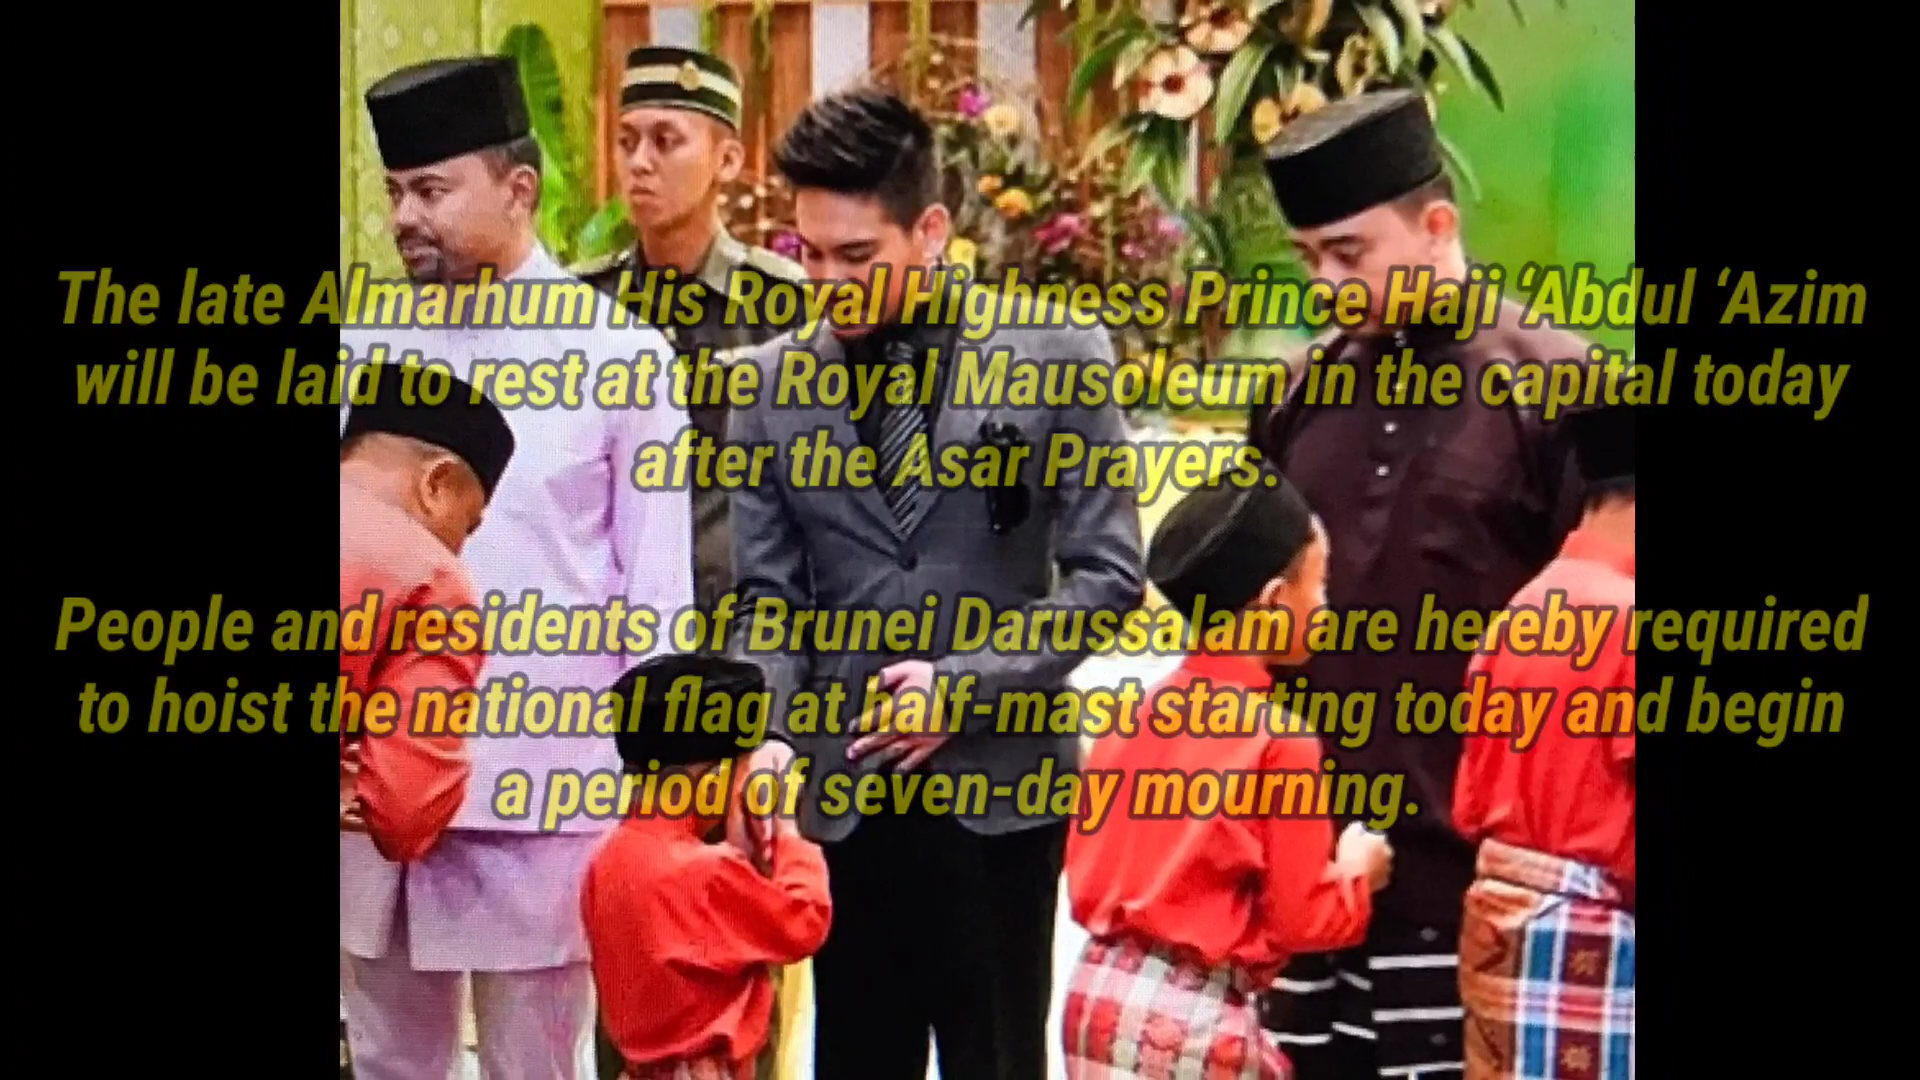 The late Almarhum His Royal Highness Prince Haji ‘Abdul ‘Azim
will be laid to rest at the Royal Mausoleum in the capital today
after the Asar Prayers.
People and residents of Brunei Darussalam are hereby required
to hoist the national flag at half-mast starting today and begin
a period of seven-day mourning.